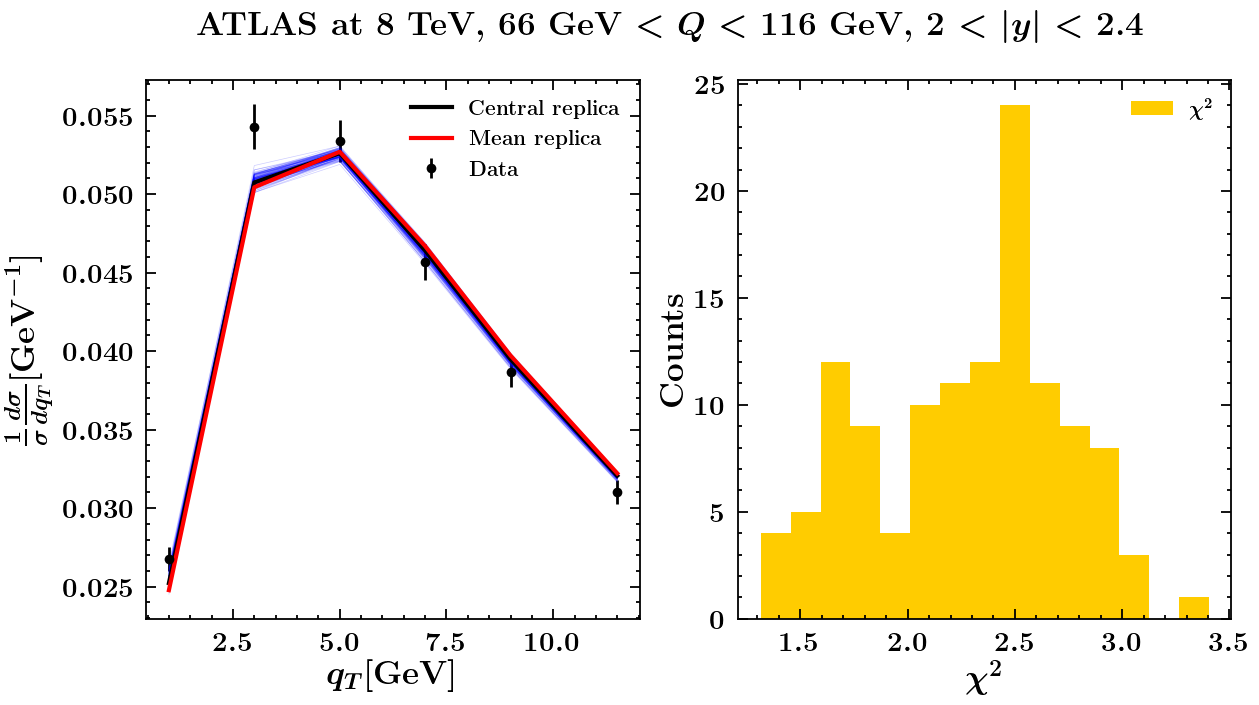 ATLAS at 8 TeV, 66 GeV < Q < 116 GeV, 2 < |y| < 2.4
Central replica
Mean replica
Data
0.055
0.050
0.045
0.040
0.035
0.030
0.025
2.5 5.0 7.5 10.0
q_T[GeV]
1/σ dσ/dq_T [GeV⁻¹]
χ²
25
20
15
10
5
0
1.5 2.0 2.5 3.0 3.5
χ²
Counts